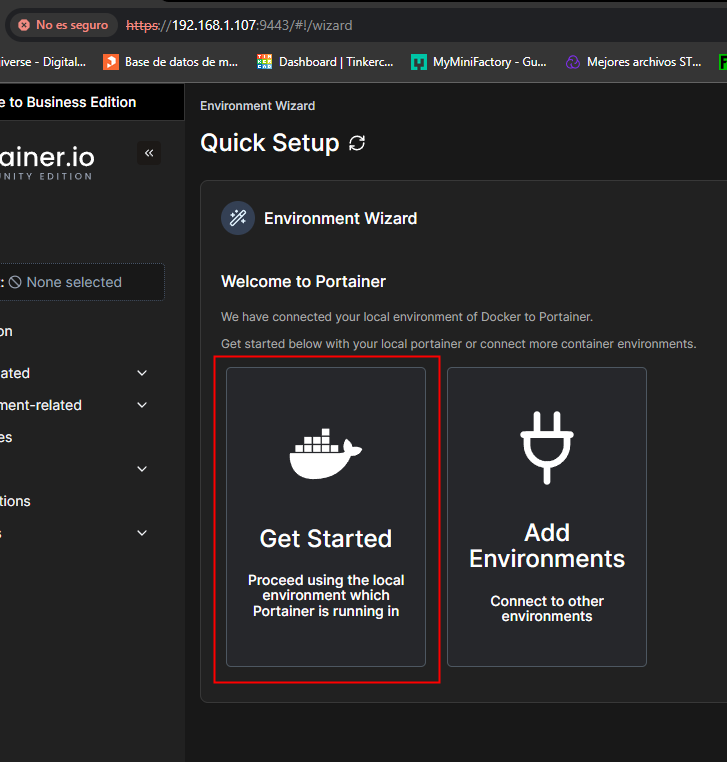 No es seguro https://192.168.1.107:9443/#!/wizard
iverse - Digital... Base de datos de m... Dashboard | Tinkerc... MyMiniFactory - Gu... Mejores archivos ST...
e to Business Edition
Environment Wizard
Quick Setup
ainer.io
UNITY EDITION
«
Environment Wizard
: None selected
Welcome to Portainer
We have connected your local environment of Docker to Portainer.
Get started below with your local portainer or connect more container environments.
on
ated
ment-related
es
tions
s
Get Started
Proceed using the local
environment which
Portainer is running in
Add
Environments
Connect to other
environments